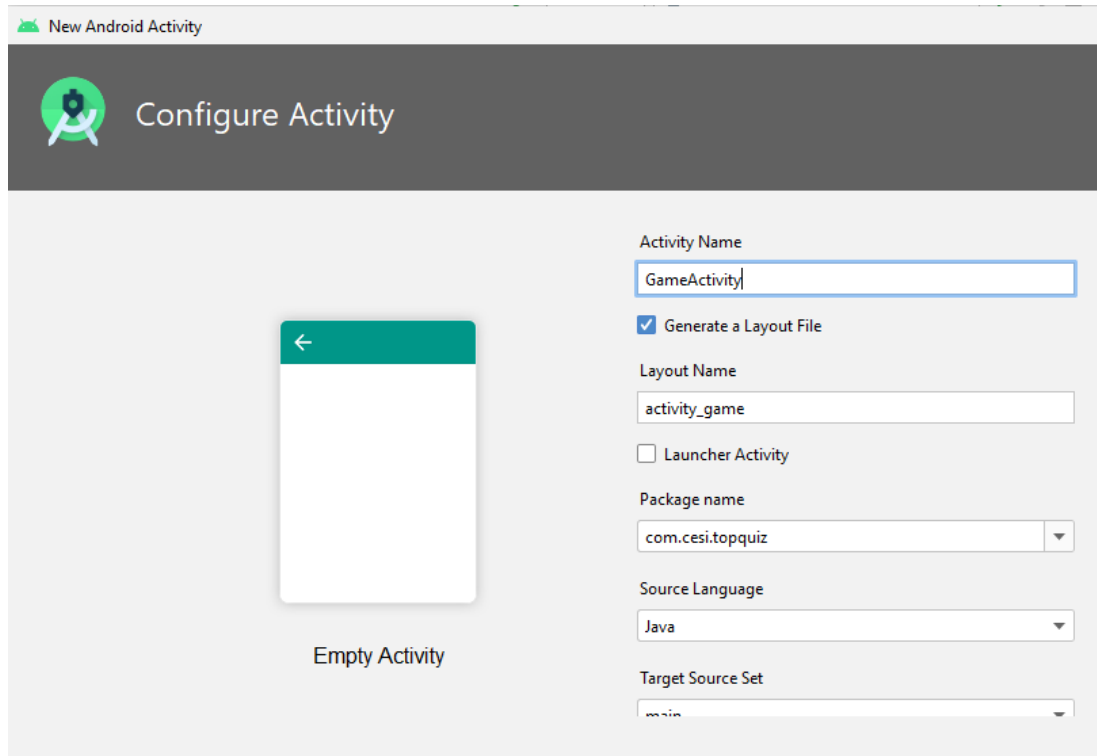 New Android Activity
Configure Activity
Activity Name
GameActivity
Generate a Layout File
Layout Name
activity_game
Launcher Activity
Package name
com.cesi.topquiz
Source Language
Java
Empty Activity
Target Source Set
main